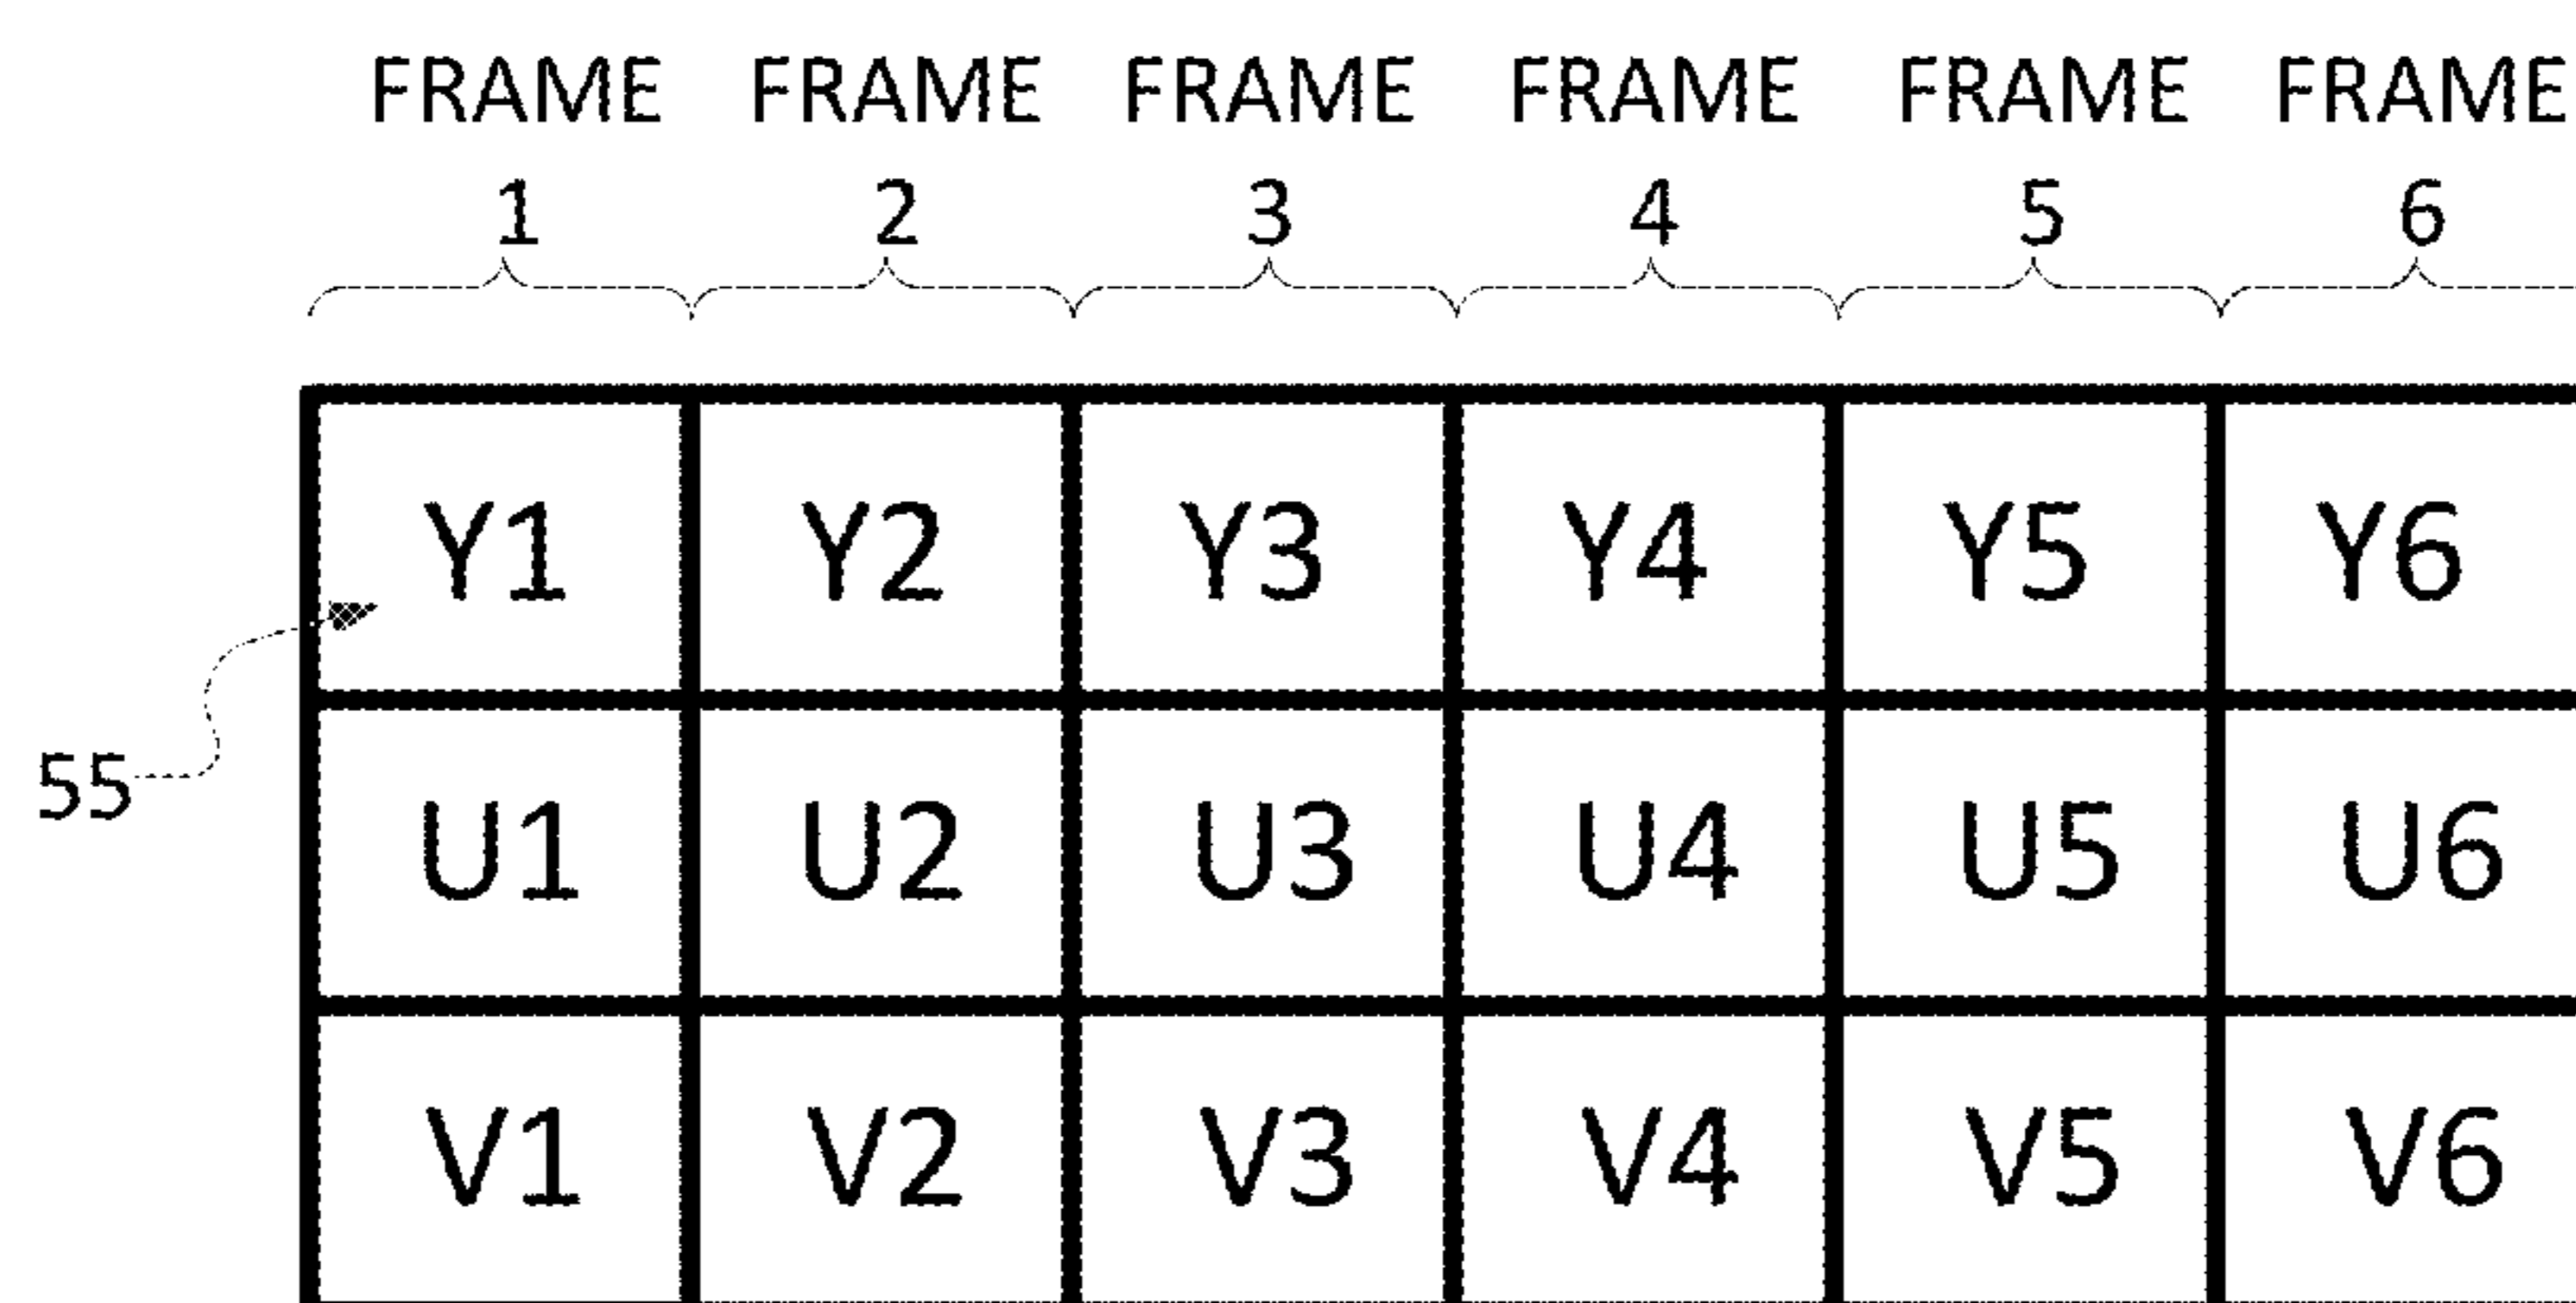 FRAME FRAME FRAME FRAME FRAME FRAME
1 2 3 4 5 6
Y1 Y2 Y3 Y4 Y5 Y6
55
U1 U2 U3 U4 U5 U6
V1 V2 V3 V4 V5 V6